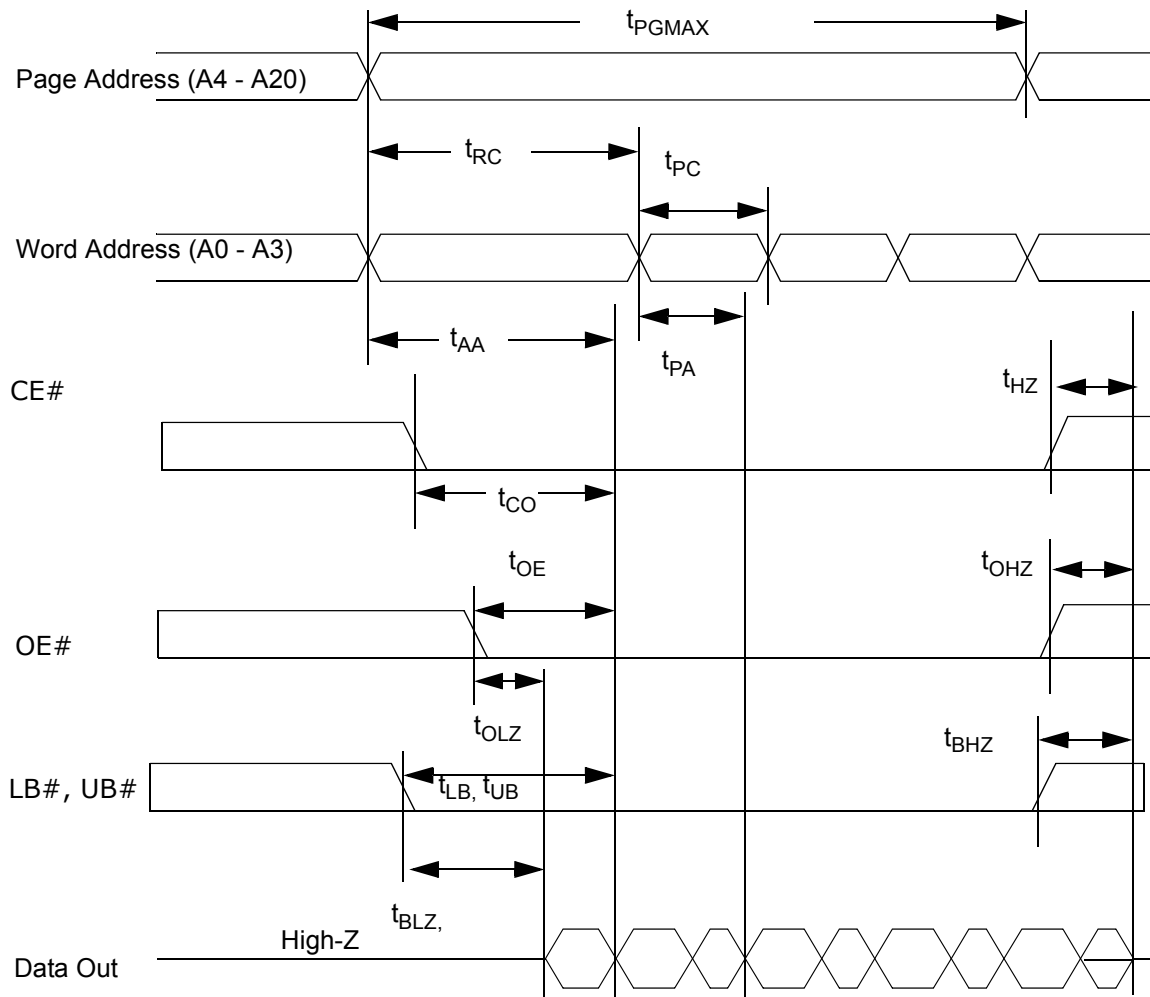 tPGMAX
Page Address (A4 - A20)
tRC
tPC
Word Address (A0 - A3)
tAA
tPA
tHZ
CE#
tCO
tOE
tOHZ
OE#
tOLZ
tBHZ
LB#, UB#
tLB, tUB
tBLZ,
High-Z
Data Out